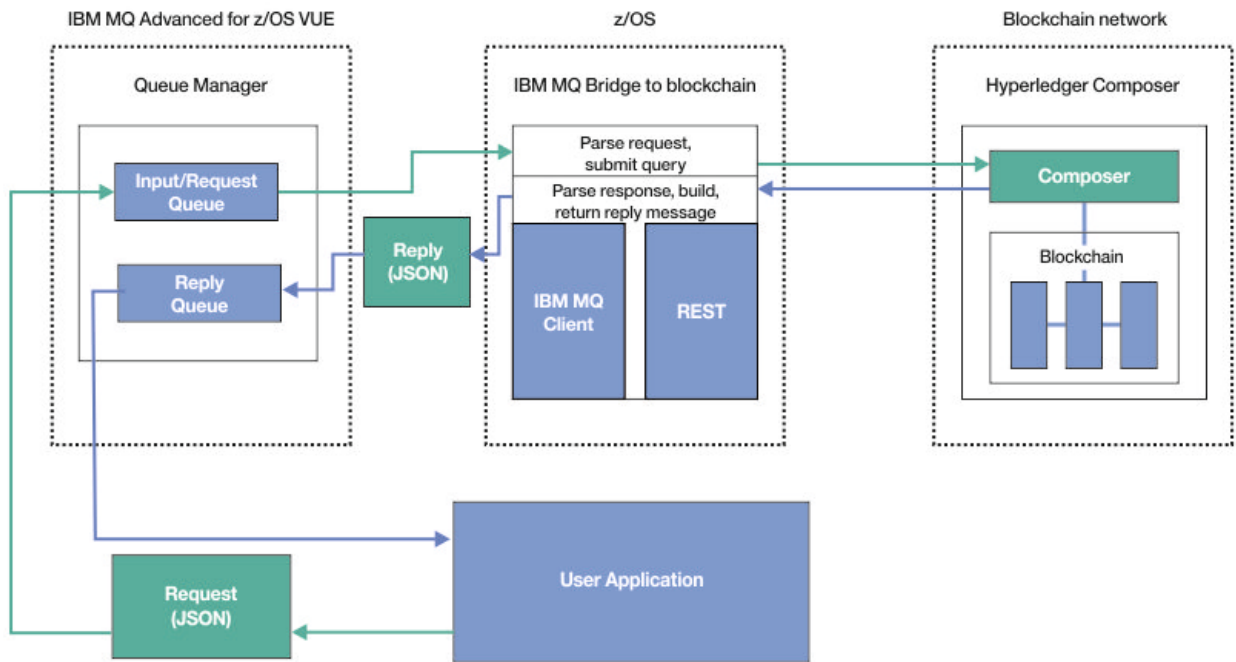 IBM MQ Advanced for z/OS VUE
z/OS
Blockchain network
Queue Manager
IBM MQ Bridge to blockchain
Hyperledger Composer
Input/Request
Queue
Parse request,
submit query
Composer
Parse response, build,
return reply message
Reply
(JSON)
Reply
Queue
IBM MQ
Client
REST
Blockchain
User Application
Request
(JSON)